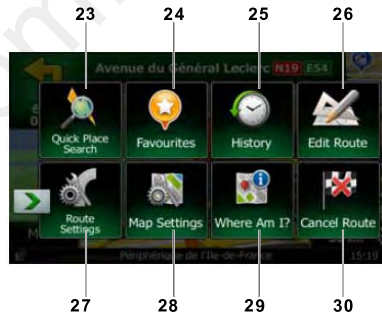 23 24 25 26
Avenue du Général Leclerc N19 E54
Quick Place
Search
Favourites
History
Edit Route
Route
Settings
Map Settings
Where Am I?
Cancel Route
Périphérique de l'Ile-de-France
15:19
27 28 29 30